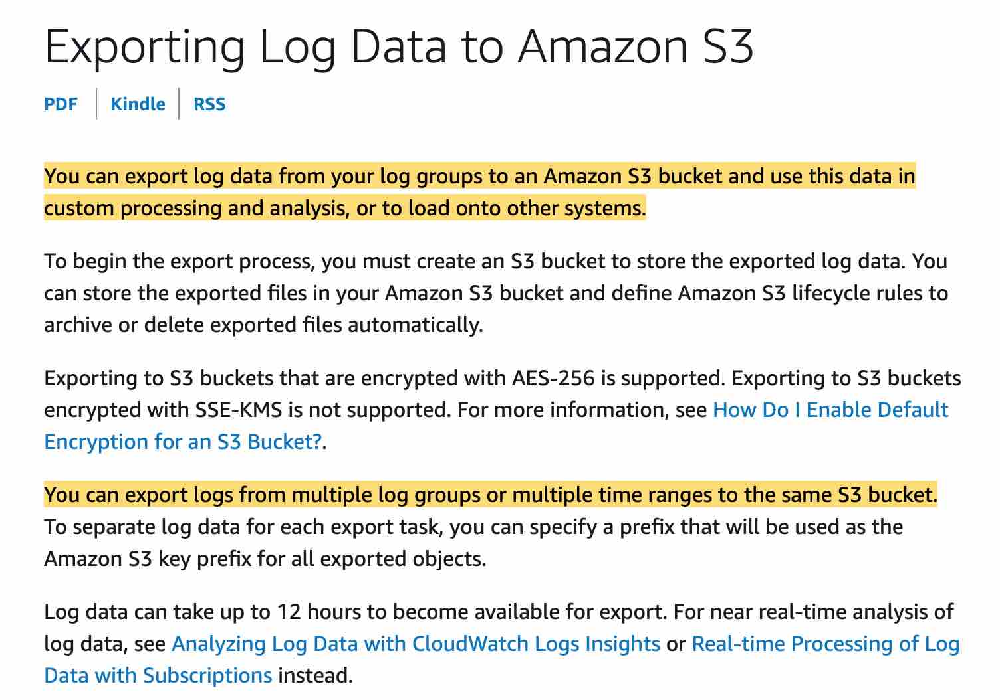 Exporting Log Data to Amazon S3
PDF Kindle RSS
You can export log data from your log groups to an Amazon S3 bucket and use this data in
custom processing and analysis, or to load onto other systems.
To begin the export process, you must create an S3 bucket to store the exported log data. You
can store the exported files in your Amazon S3 bucket and define Amazon S3 lifecycle rules to
archive or delete exported files automatically.
Exporting to S3 buckets that are encrypted with AES-256 is supported. Exporting to S3 buckets
encrypted with SSE-KMS is not supported. For more information, see How Do I Enable Default
Encryption for an S3 Bucket?.
You can export logs from multiple log groups or multiple time ranges to the same S3 bucket.
To separate log data for each export task, you can specify a prefix that will be used as the
Amazon S3 key prefix for all exported objects.
Log data can take up to 12 hours to become available for export. For near real-time analysis of
log data, see Analyzing Log Data with CloudWatch Logs Insights or Real-time Processing of Log
Data with Subscriptions instead.